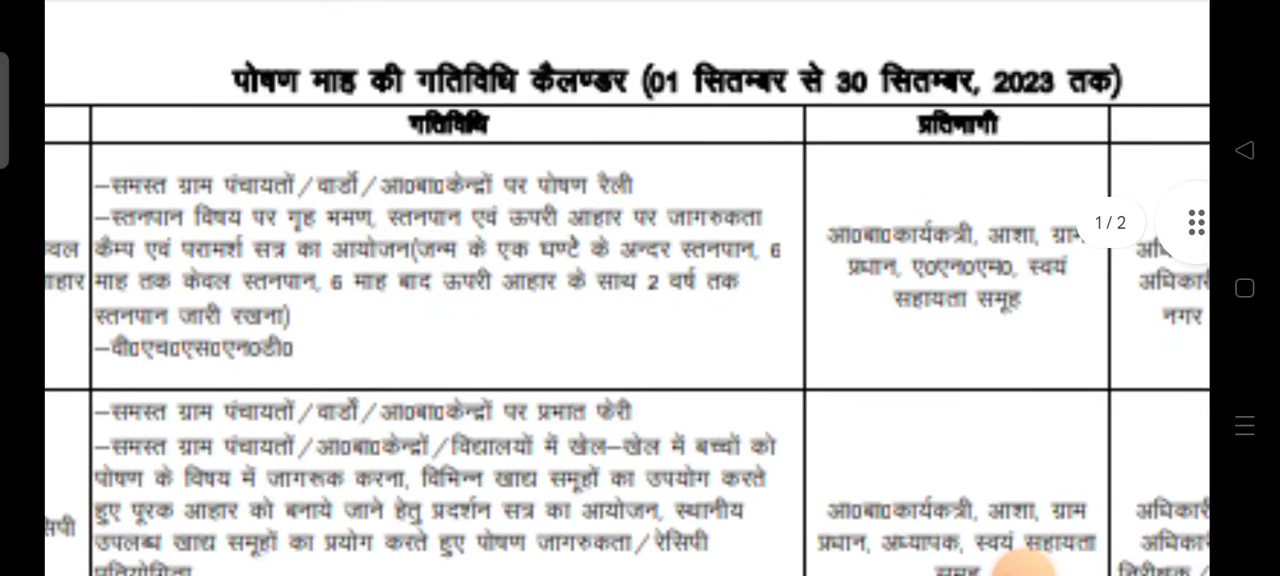 पोषण माह की गतिविधि कैलण्डर (01 सितम्बर से 30 सितम्बर, 2023 तक)
गतिविधि
प्रतिभागी
–समस्त ग्राम पंचायतों/वार्डो/आ0बा0केन्द्रों पर पोषण रैली
–स्तनपान विषय पर गृह भमण, स्तनपान एवं ऊपरी आहार पर जागरुकता
कैम्प एवं परामर्श सत्र का आयोजन(जन्म के एक घण्टे के अन्दर स्तनपान, 6
माह तक केवल स्तनपान, 6 माह बाद ऊपरी आहार के साथ 2 वर्ष तक
स्तनपान जारी रखना)
–वी0एच0एस0एन0डी0
आ0बा0कार्यकत्री, आशा, ग्राम
प्रधान, ए0एन0एम0, स्वयं
सहायता समूह
नगर
1/2
–समस्त ग्राम पंचायतों/वार्डों/आ0बा0केन्द्रों पर प्रभात फेरी
–समस्त ग्राम पंचायतों/आ0बा0केन्द्रों/विद्यालयों में खेल–खेल में बच्चों को
पोषण के विषय में जागरूक करना, विभिन्न खाद्य समूहों का उपयोग करते
हुए पूरक आहार को बनाये जाने हेतु प्रदर्शन सत्र का आयोजन, स्थानीय
उपलब्ध खाद्य समूहों का प्रयोग करते हुए पोषण जागरुकता/रेसिपी
प्रतियोगिता
आ0बा0कार्यकत्री, आशा, ग्राम
प्रधान, अध्यापक, स्वयं सहायता
समूह